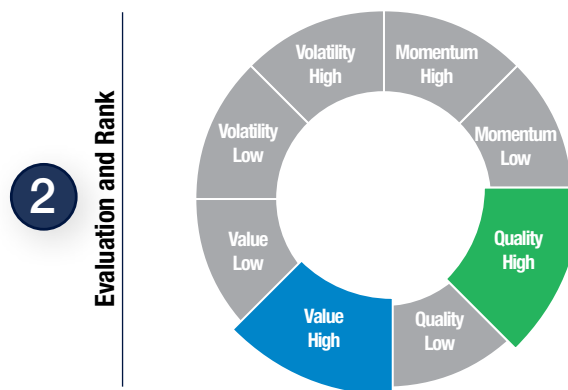 2
Evaluation and Rank
Volatility
High
Momentum
High
Volatility
Low
Momentum
Low
Value
Low
Quality
High
Value
High
Quality
Low